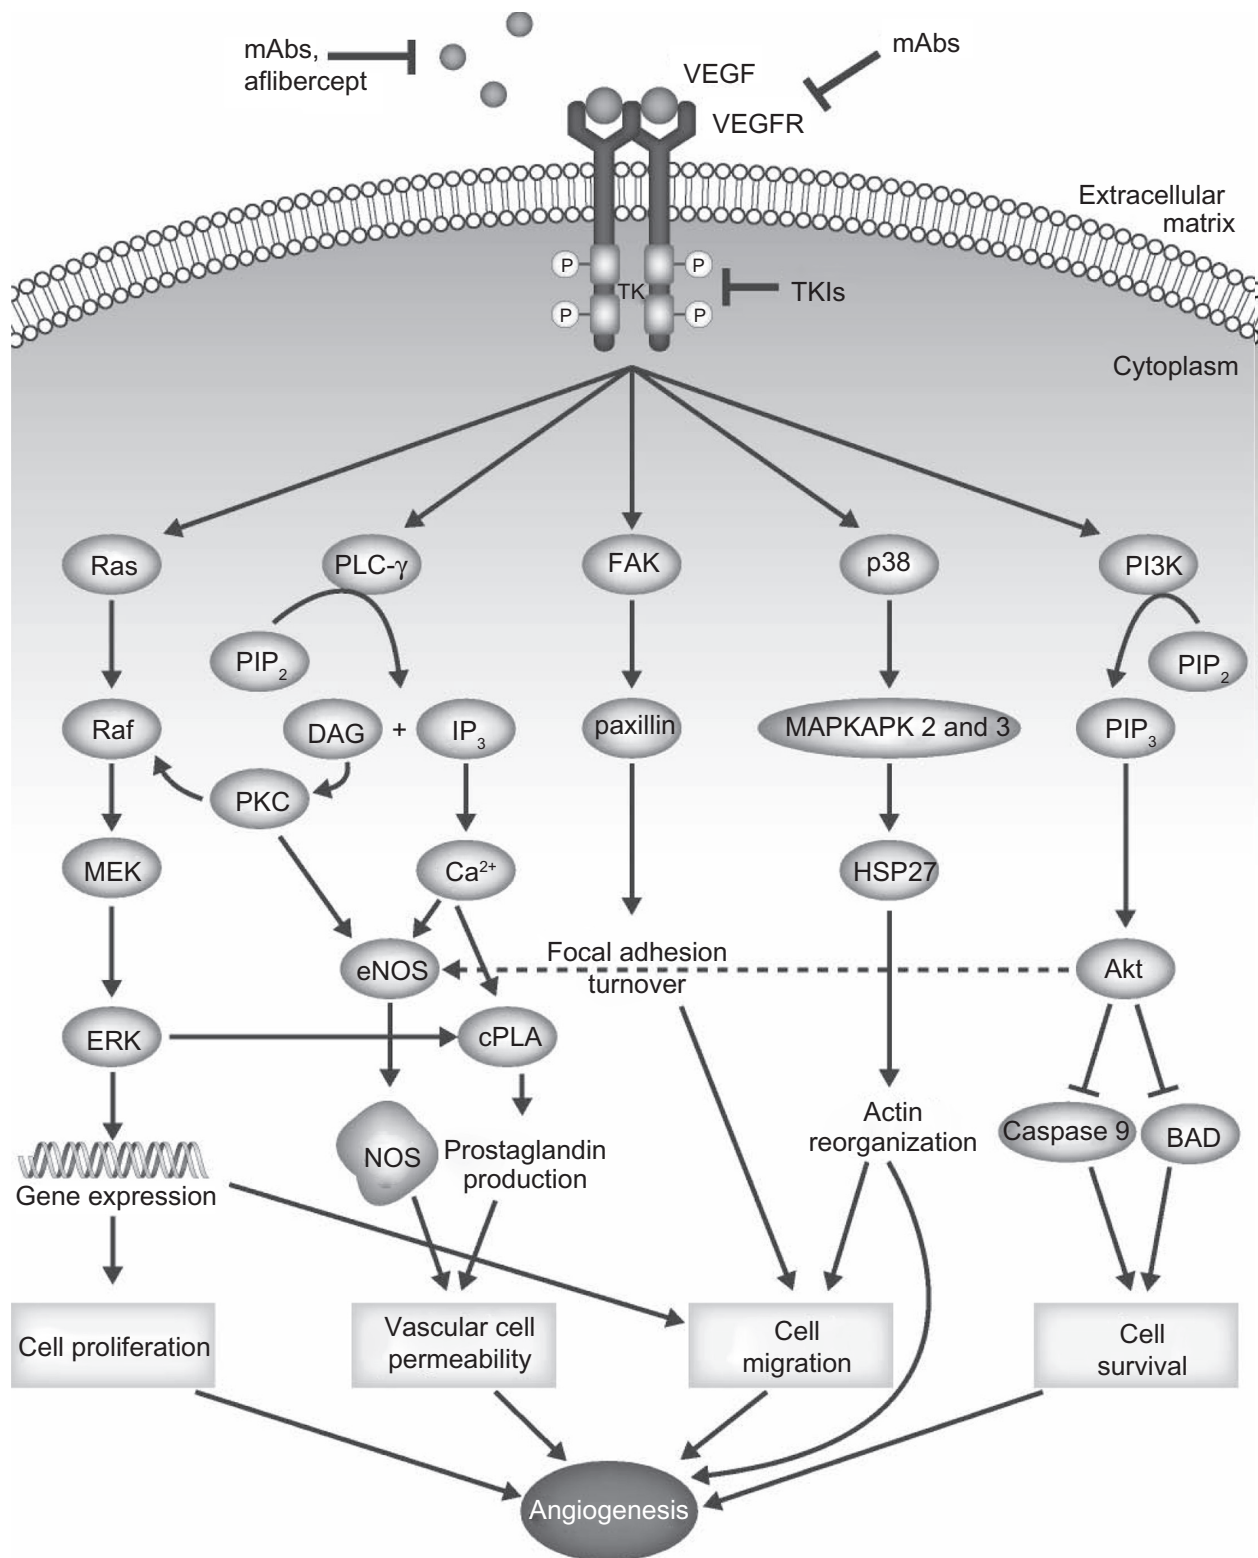 mAbs,
aflibercept
mAbs
VEGF
VEGFR
Extracellular
matrix
P
P
TK
P
P
TKIs
Cytoplasm
Ras
PLC-γ
FAK
p38
PI3K
PIP2
PIP2
Raf
DAG
+
IP3
paxillin
MAPKAPK 2 and 3
PIP3
PKC
MEK
Ca2+
HSP27
eNOS
Focal adhesion
turnover
Akt
ERK
cPLA
Actin
reorganization
Caspase 9
BAD
NOS
Prostaglandin
production
Gene expression
Cell proliferation
Vascular cell
permeability
Cell
migration
Cell
survival
Angiogenesis